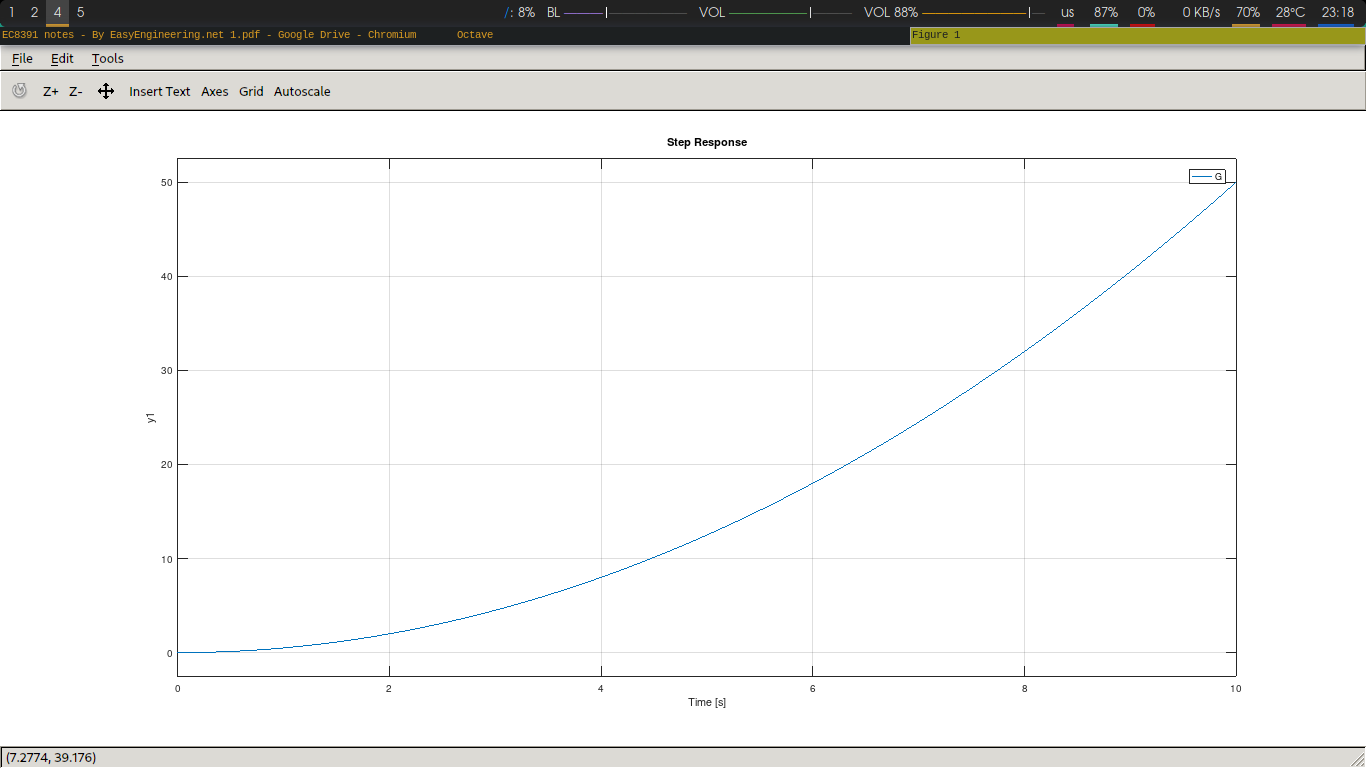 1 2 4 5 /: 8% BL VOL VOL 88% us 87% 0% 0 KB/s 70% 28°C 23:18
EC8391 notes - By EasyEngineering.net 1.pdf - Google Drive - Chromium Octave Figure 1
File Edit Tools
Z+ Z- Insert Text Axes Grid Autoscale
Step Response
G
50
40
30
20
10
0
y1
0 2 4 6 8 10
Time [s]
(7.2774, 39.176)